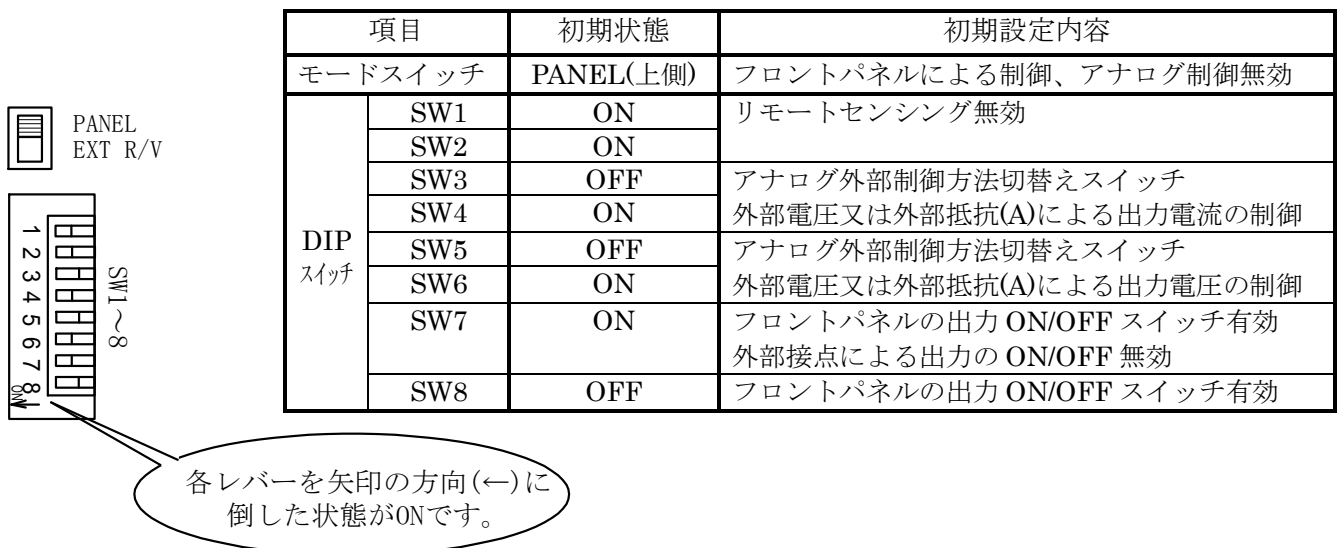 項目 初期状態 初期設定内容
モードスイッチ PANEL(上側) フロントパネルによる制御、アナログ制御無効
DIP
スイッチ
SW1 ON リモートセンシング無効
SW2 ON
SW3 OFF アナログ外部制御方法切替えスイッチ
SW4 ON 外部電圧又は外部抵抗(A)による出力電流の制御
SW5 OFF アナログ外部制御方法切替えスイッチ
SW6 ON 外部電圧又は外部抵抗(A)による出力電圧の制御
SW7 ON フロントパネルの出力 ON/OFF スイッチ有効
外部接点による出力の ON/OFF 無効
SW8 OFF フロントパネルの出力 ON/OFF スイッチ有効
PANEL
EXT R/V
1 2 3 4 5 6 7 8
ON
SW1～8
各レバーを矢印の方向(←)に
倒した状態がONです。